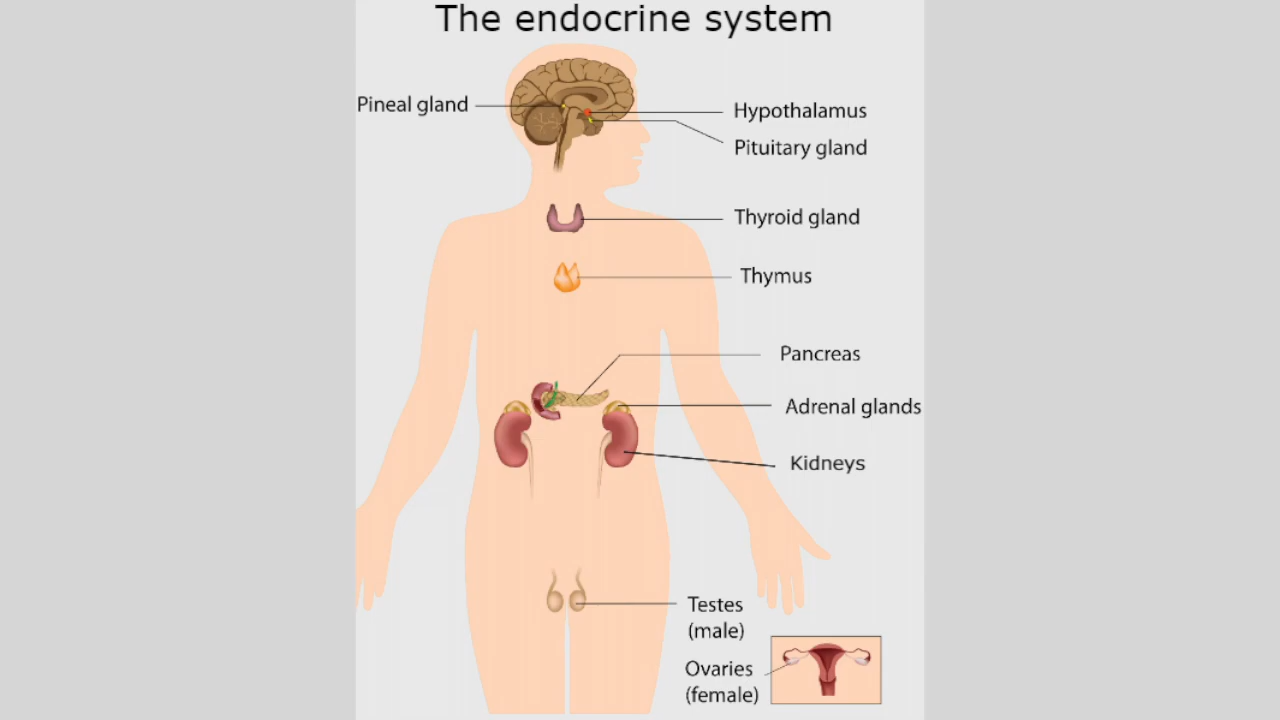 The endocrine system
Pineal gland
Hypothalamus
Pituitary gland
Thyroid gland
Thymus
Pancreas
Adrenal glands
Kidneys
Testes
(male)
Ovaries
(female)